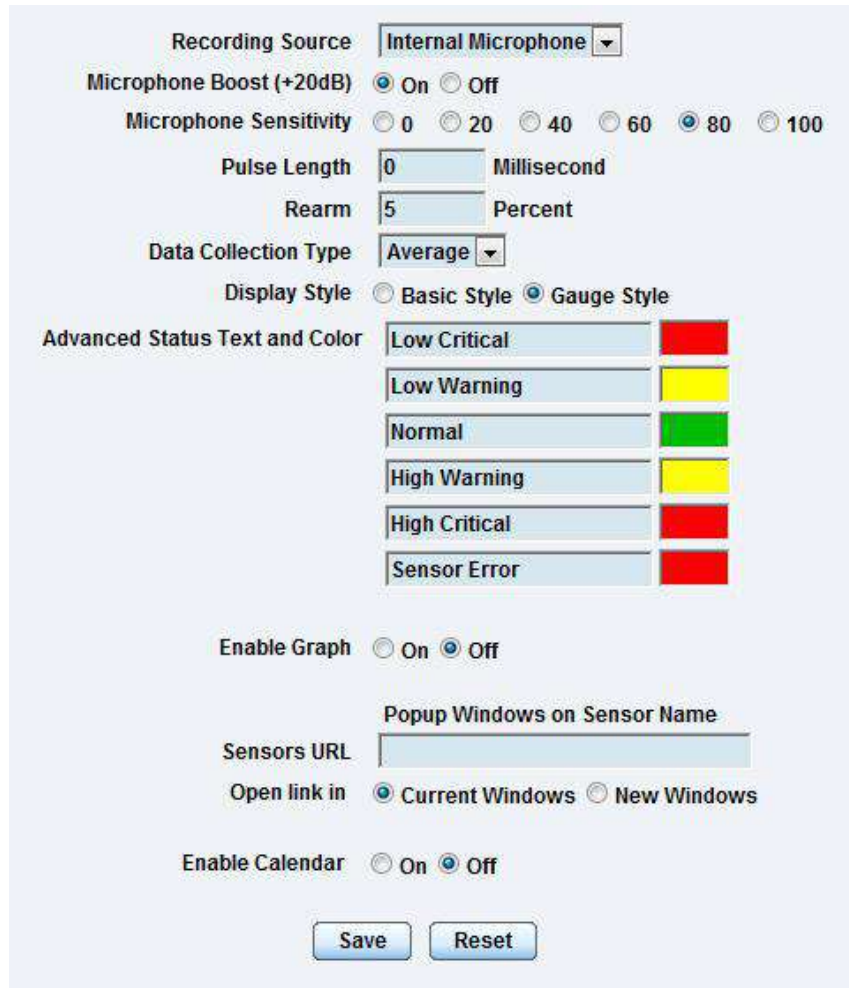 Recording Source Internal Microphone
Microphone Boost (+20dB) On Off
Microphone Sensitivity 0 20 40 60 80 100
Pulse Length 0 Millisecond
Rearm 5 Percent
Data Collection Type Average
Display Style Basic Style Gauge Style
Advanced Status Text and Color Low Critical
Low Warning
Normal
High Warning
High Critical
Sensor Error
Enable Graph On Off
Popup Windows on Sensor Name
Sensors URL
Open link in Current Windows New Windows
Enable Calendar On Off
Save Reset